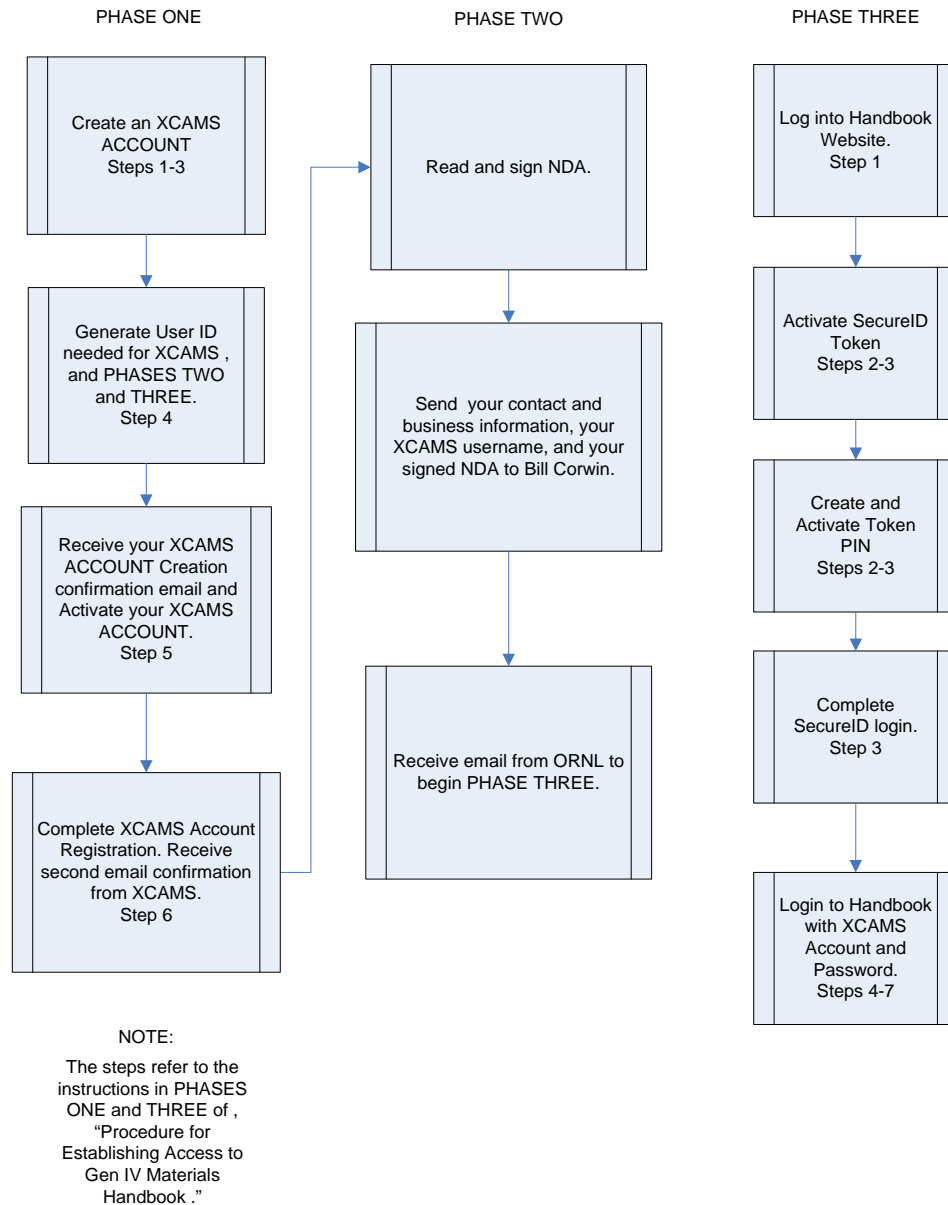 PHASE ONE
Create an XCAMS
ACCOUNT
Steps 1-3
Generate User ID
needed for XCAMS ,
and PHASES TWO
and THREE.
Step 4
Receive your XCAMS
ACCOUNT Creation
confirmation email and
Activate your XCAMS
ACCOUNT.
Step 5
Complete XCAMS Account
Registration. Receive
second email confirmation
from XCAMS.
Step 6
NOTE:
The steps refer to the
instructions in PHASES
ONE and THREE of ,
“Procedure for
Establishing Access to
Gen IV Materials
Handbook .”
PHASE TWO
Read and sign NDA.
Send  your contact and
business information, your
XCAMS username, and your
signed NDA to Bill Corwin.
Receive email from ORNL to
begin PHASE THREE.
PHASE THREE
Log into Handbook
Website.
Step 1
Activate SecureID
Token
Steps 2-3
Create and
Activate Token
PIN
Steps 2-3
Complete
SecureID login.
Step 3
Login to Handbook
with XCAMS
Account and
Password.
Steps 4-7